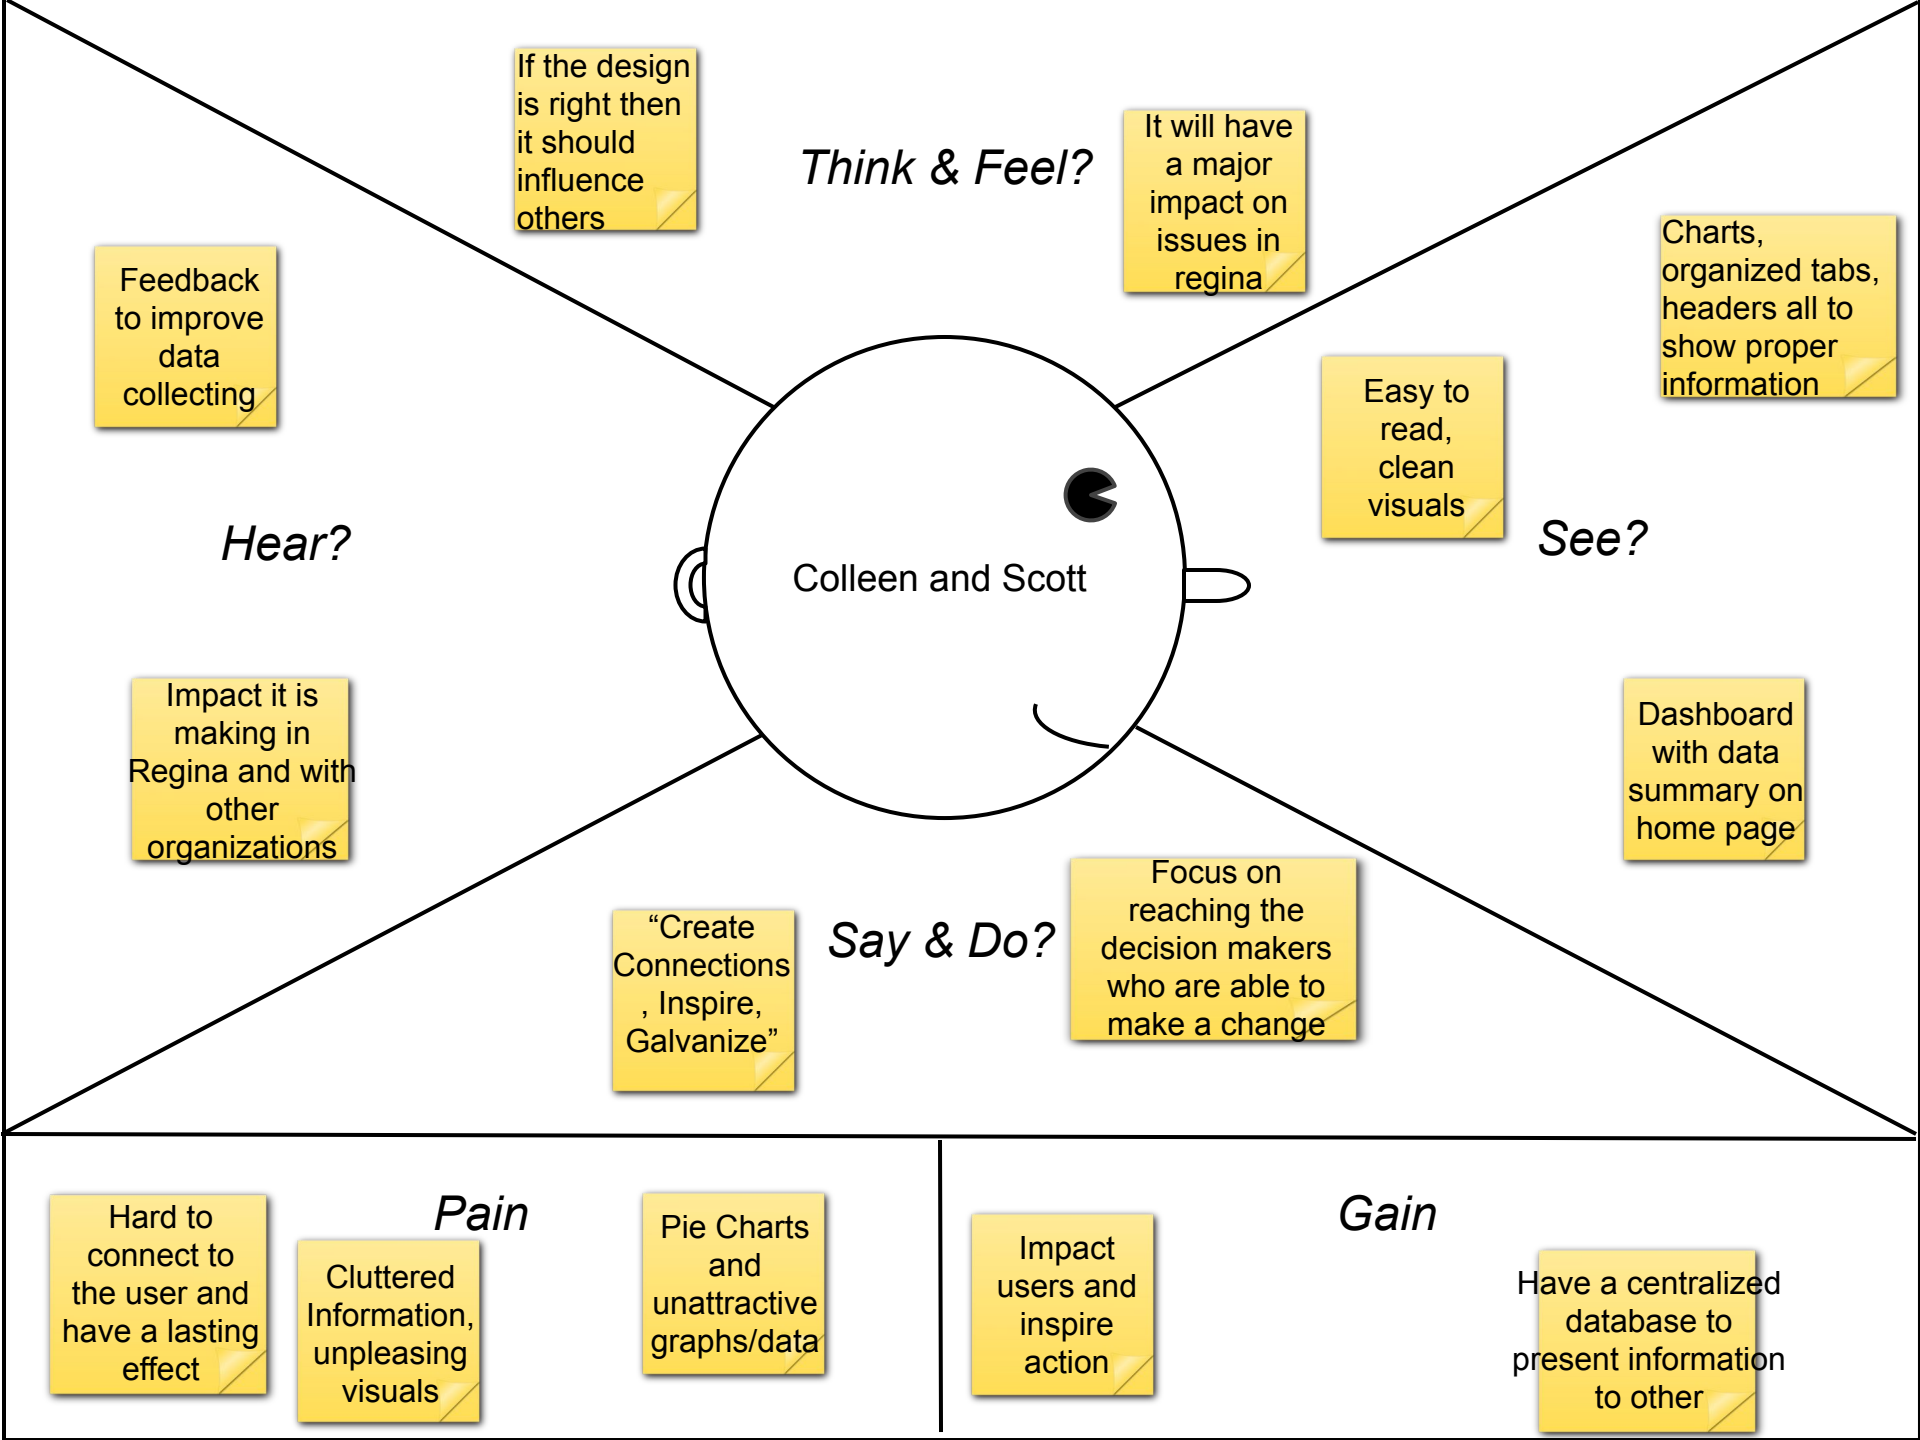 If the design
is right then
it should
influence
others
Think & Feel?
It will have
a major
impact on
issues in
regina
Feedback
to improve
data
collecting
Hear?
Impact it is
making in
Regina and with
other
organizations
Colleen and Scott
Charts,
organized tabs,
headers all to
show proper
information
Easy to
read,
clean
visuals
See?
Dashboard
with data
summary on
home page
“Create
Connections
, Inspire,
Galvanize”
Say & Do?
Focus on
reaching the
decision makers
who are able to
make a change
Pain
Hard to
connect to
the user and
have a lasting
effect
Cluttered
Information,
unpleasing
visuals
Pie Charts
and
unattractive
graphs/data
Gain
Impact
users and
inspire
action
Have a centralized
database to
present information
to other